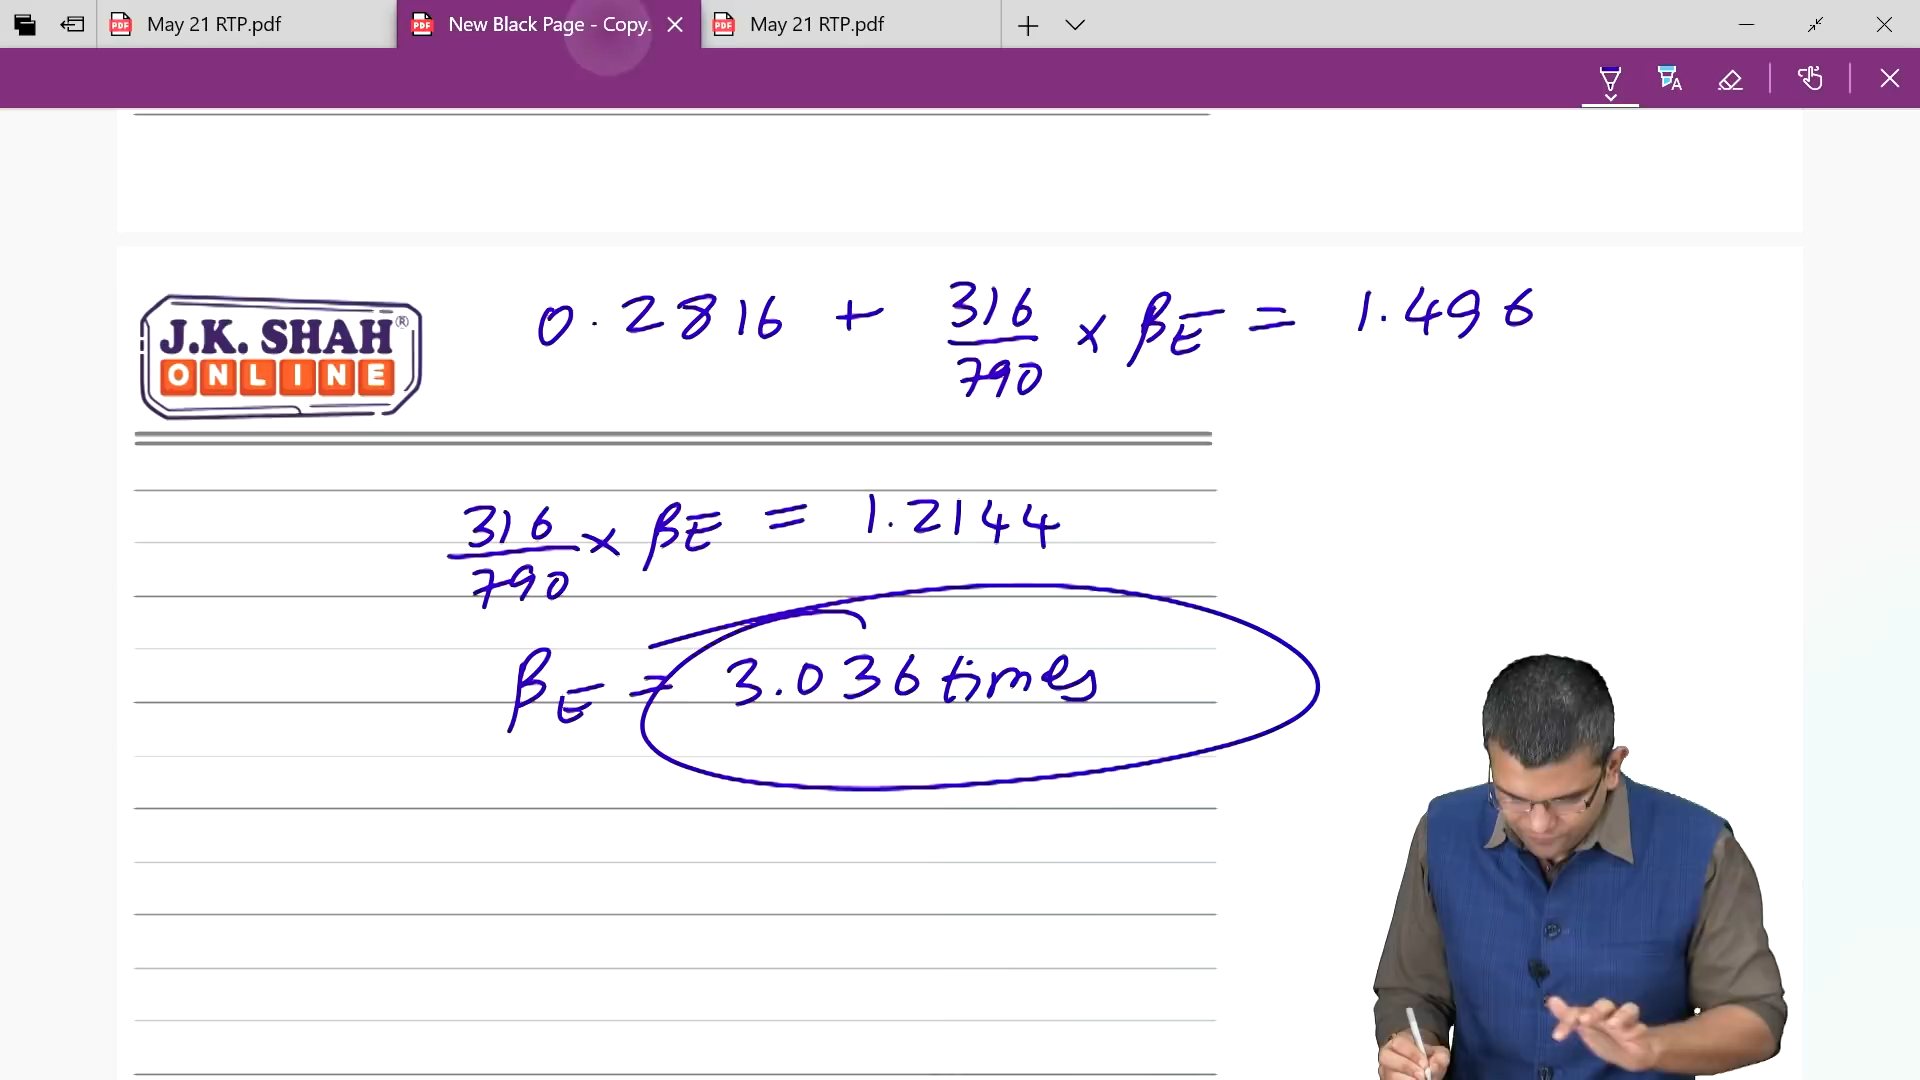 May 21 RTP.pdf
New Black Page - Copy.
May 21 RTP.pdf
J.K. SHAH®
ONLINE
0.2816 + 316/790 × βE = 1.496
316/790 × βE = 1.2144
βE = 3.036 times